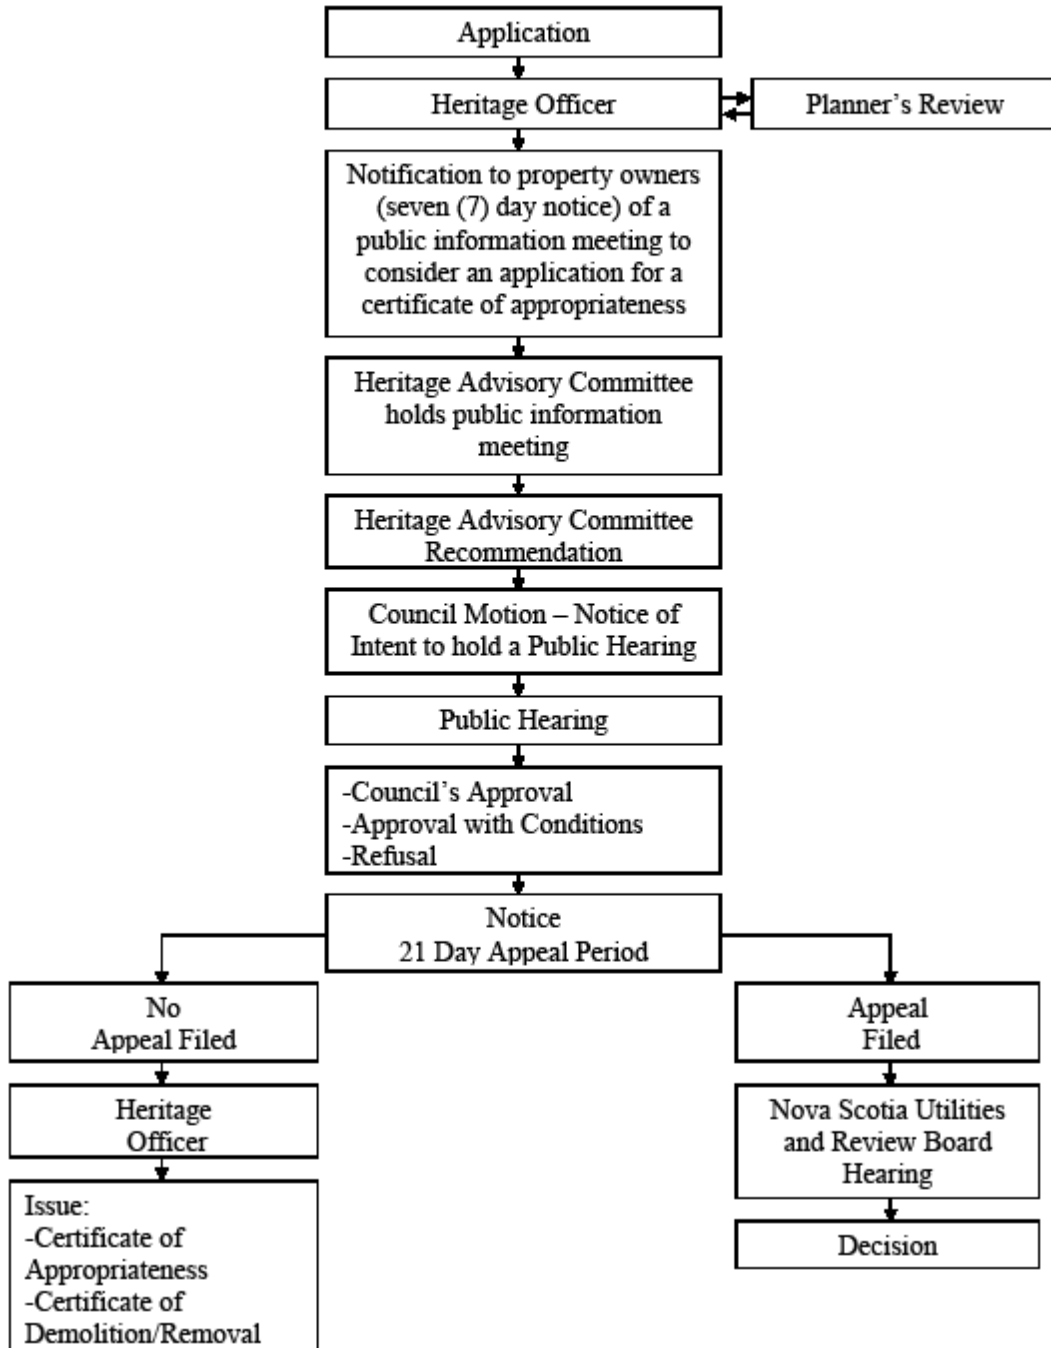 Application
Heritage Officer
Planner’s Review
Notification to property owners
(seven (7) day notice) of a
public information meeting to
consider an application for a
certificate of appropriateness
Heritage Advisory Committee
holds public information
meeting
Heritage Advisory Committee
Recommendation
Council Motion – Notice of
Intent to hold a Public Hearing
Public Hearing
-Council’s Approval
-Approval with Conditions
-Refusal
Notice
21 Day Appeal Period
No
Appeal Filed
Heritage
Officer
Issue:
-Certificate of
Appropriateness
-Certificate of
Demolition/Removal
Appeal
Filed
Nova Scotia Utilities
and Review Board
Hearing
Decision